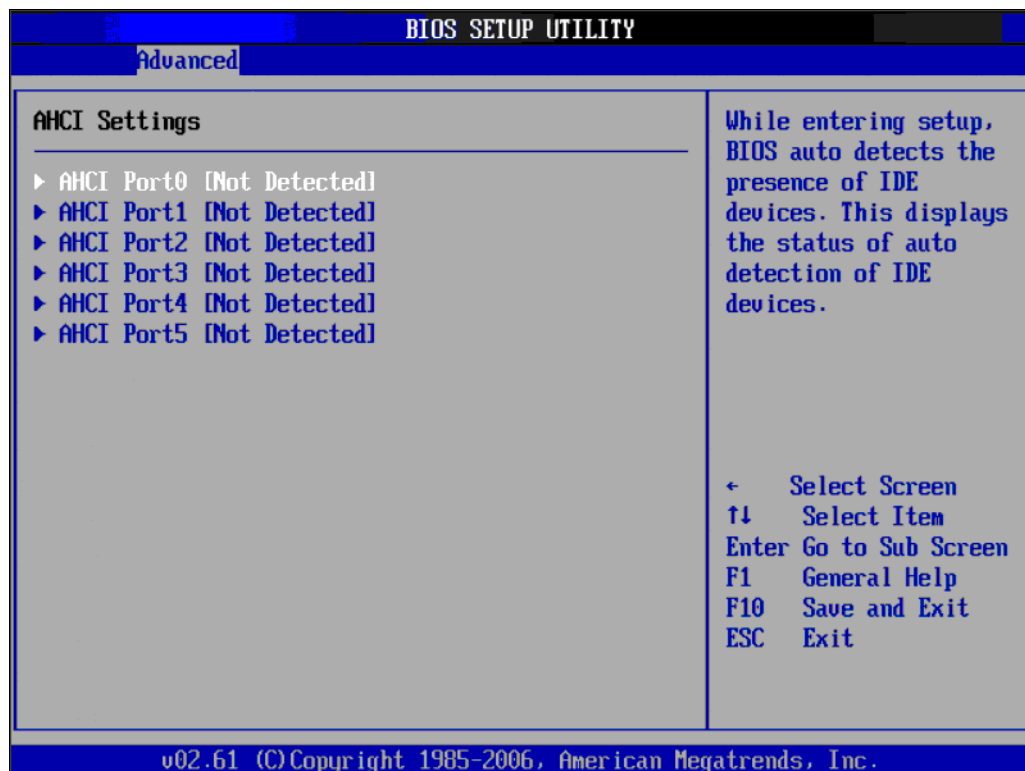 BIOS SETUP UTILITY
Advanced
AHCI Settings
AHCI Port0 [Not Detected]
AHCI Port1 [Not Detected]
AHCI Port2 [Not Detected]
AHCI Port3 [Not Detected]
AHCI Port4 [Not Detected]
AHCI Port5 [Not Detected]
While entering setup,
BIOS auto detects the
presence of IDE
devices. This displays
the status of auto
detection of IDE
devices.
← Select Screen
↑↓ Select Item
Enter Go to Sub Screen
F1 General Help
F10 Save and Exit
ESC Exit
v02.61 (C)Copyright 1985-2006, American Megatrends, Inc.